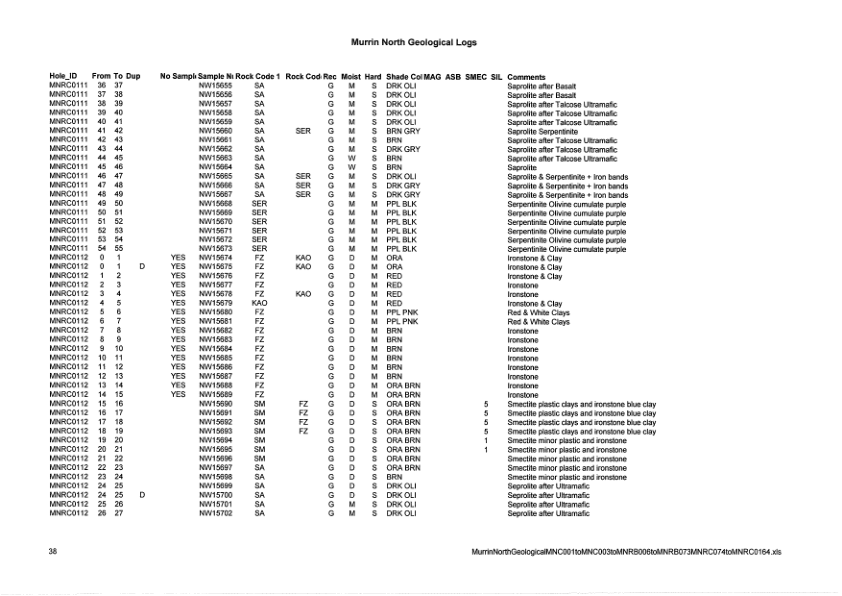 Murrin North Geological Logs
Hole_ID From To Dup No Sampl Sample Nu Rock Code 1 Rock Cod Rec Moist Hard Shade Col MAG ASB SMEC SIL Comments
MNRC0111 36 37 NW15655 SA G M S DRK OLI Saprolite after Basalt
MNRC0111 37 38 NW15656 SA G M S DRK OLI Saprolite after Basalt
MNRC0111 38 39 NW15657 SA G M S DRK OLI Saprolite after Talcose Ultramafic
MNRC0111 39 40 NW15658 SA G M S DRK OLI Saprolite after Talcose Ultramafic
MNRC0111 40 41 NW15659 SA G M S DRK OLI Saprolite after Talcose Ultramafic
MNRC0111 41 42 NW15660 SA SER G M S BRN GRY Saprolite Serpentinite
MNRC0111 42 43 NW15661 SA G M S BRN Saprolite after Talcose Ultramafic
MNRC0111 43 44 NW15662 SA G M S DRK GRY Saprolite after Talcose Ultramafic
MNRC0111 44 45 NW15663 SA G W S BRN Saprolite after Talcose Ultramafic
MNRC0111 45 46 NW15664 SA G W S BRN Saprolite
MNRC0111 46 47 NW15665 SA SER G M S DRK OLI Saprolite & Serpentinite + Iron bands
MNRC0111 47 48 NW15666 SA SER G M S DRK GRY Saprolite & Serpentinite + Iron bands
MNRC0111 48 49 NW15667 SA SER G M S DRK GRY Saprolite & Serpentinite + Iron bands
MNRC0111 49 50 NW15668 SER G M M PPL BLK Serpentinite Olivine cumulate purple
MNRC0111 50 51 NW15669 SER G M M PPL BLK Serpentinite Olivine cumulate purple
MNRC0111 51 52 NW15670 SER G M M PPL BLK Serpentinite Olivine cumulate purple
MNRC0111 52 53 NW15671 SER G M M PPL BLK Serpentinite Olivine cumulate purple
MNRC0111 53 54 NW15672 SER G M M PPL BLK Serpentinite Olivine cumulate purple
MNRC0111 54 55 NW15673 SER G M M PPL BLK Serpentinite Olivine cumulate purple
MNRC0112 0 1 YES NW15674 FZ KAO G D M ORA Ironstone & Clay
MNRC0112 0 1 D YES NW15675 FZ KAO G D M ORA Ironstone & Clay
MNRC0112 1 2 YES NW15676 FZ G D M RED Ironstone & Clay
MNRC0112 2 3 YES NW15677 FZ G D M RED Ironstone
MNRC0112 3 4 YES NW15678 FZ KAO G D M RED Ironstone
MNRC0112 4 5 YES NW15679 KAO G D M RED Ironstone & Clay
MNRC0112 5 6 YES NW15680 FZ G D M PPL PNK Red & White Clays
MNRC0112 6 7 YES NW15681 FZ G D M PPL PNK Red & White Clays
MNRC0112 7 8 YES NW15682 FZ G D M BRN Ironstone
MNRC0112 8 9 YES NW15683 FZ G D M BRN Ironstone
MNRC0112 9 10 YES NW15684 FZ G D M BRN Ironstone
MNRC0112 10 11 YES NW15685 FZ G D M BRN Ironstone
MNRC0112 11 12 YES NW15686 FZ G D M BRN Ironstone
MNRC0112 12 13 YES NW15687 FZ G D M BRN Ironstone
MNRC0112 13 14 YES NW15688 FZ G D M ORA BRN Ironstone
MNRC0112 14 15 YES NW15689 FZ G D M ORA BRN Ironstone
MNRC0112 15 16 NW15690 SM FZ G D S ORA BRN 5 Smectite plastic clays and ironstone blue clay
MNRC0112 16 17 NW15691 SM FZ G D S ORA BRN 5 Smectite plastic clays and ironstone blue clay
MNRC0112 17 18 NW15692 SM FZ G D S ORA BRN 5 Smectite plastic clays and ironstone blue clay
MNRC0112 18 19 NW15693 SM FZ G D S ORA BRN 5 Smectite plastic clays and ironstone blue clay
MNRC0112 19 20 NW15694 SM G D S ORA BRN 1 Smectite minor plastic and ironstone
MNRC0112 20 21 NW15695 SM G D S ORA BRN 1 Smectite minor plastic and ironstone
MNRC0112 21 22 NW15696 SM G D S ORA BRN Smectite minor plastic and ironstone
MNRC0112 22 23 NW15697 SA G D S ORA BRN Smectite minor plastic and ironstone
MNRC0112 23 24 NW15698 SA G D S BRN Smectite minor plastic and ironstone
MNRC0112 24 25 NW15699 SA G D S DRK OLI Seprolite after Ultramafic
MNRC0112 24 25 D NW15700 SA G D S DRK OLI Seprolite after Ultramafic
MNRC0112 25 26 NW15701 SA G M S DRK OLI Seprolite after Ultramafic
MNRC0112 26 27 NW15702 SA G M S DRK OLI Seprolite after Ultramafic
38 MurrinNorthGeologicalMNC001toMNC003toMNRB006toMNRB073MNRC074toMNRC0164.xls